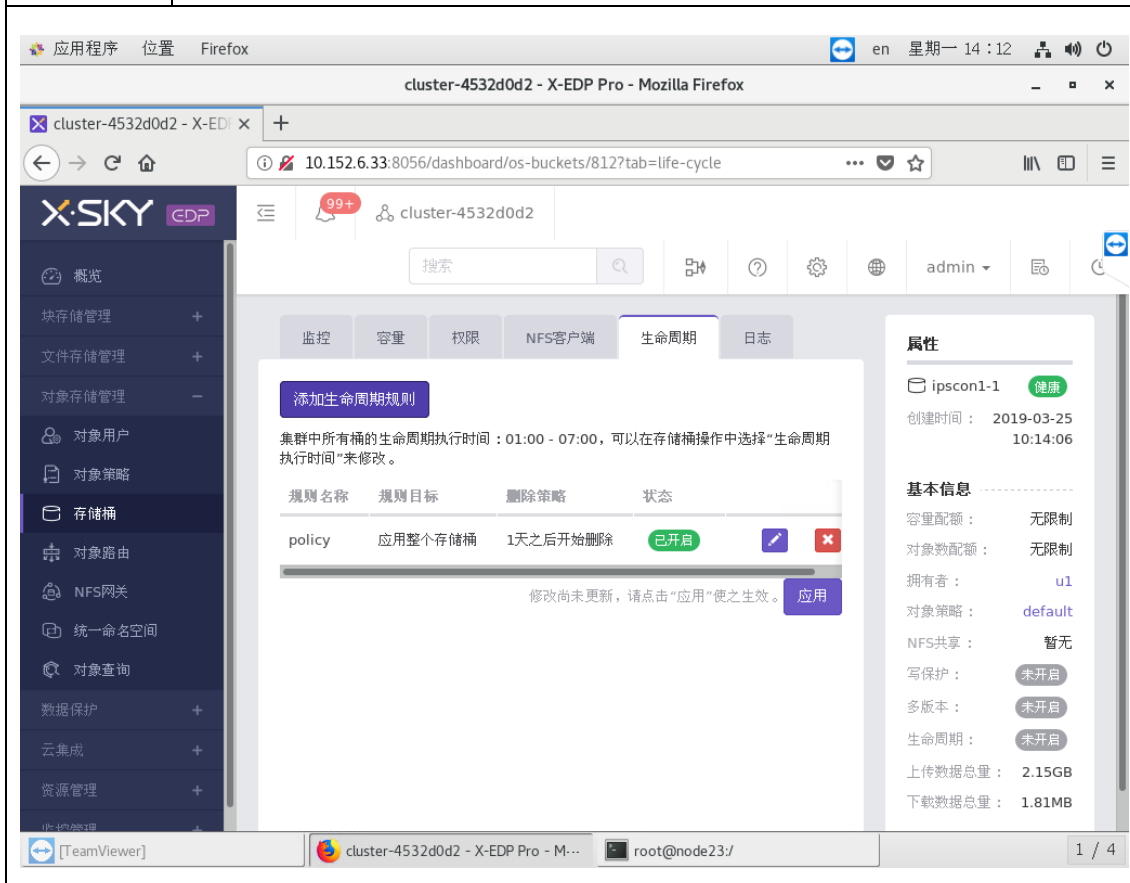 应用程序 位置 Firefox en 星期一 14：12
cluster-4532d0d2 - X-EDP Pro - Mozilla Firefox
cluster-4532d0d2 - X-ED
10.152.6.33:8056/dashboard/os-buckets/812?tab=life-cycle
X·SKY EDP
99+
cluster-4532d0d2
搜索
admin
概览
块存储管理
文件存储管理
对象存储管理
对象用户
对象策略
存储桶
对象路由
NFS网关
统一命名空间
对象查询
数据保护
云集成
资源管理
监控管理
监控 容量 权限 NFS客户端 生命周期 日志
添加生命周期规则
集群中所有桶的生命周期执行时间：01:00 - 07:00，可以在存储桶操作中选择“生命周期
执行时间”来修改。
规则名称 规则目标 删除策略 状态
policy 应用整个存储桶 1天之后开始删除 已开启
修改尚未更新，请点击“应用”使之生效。 应用
属性
ipscon1-1 健康
创建时间： 2019-03-25
10:14:06
基本信息
容量配额： 无限制
对象数配额： 无限制
拥有者： u1
对象策略： default
NFS共享： 暂无
写保护： 未开启
多版本： 未开启
生命周期： 未开启
上传数据总量： 2.15GB
下载数据总量： 1.81MB
[TeamViewer] cluster-4532d0d2 - X-EDP Pro - M··· root@node23:/ 1 / 4